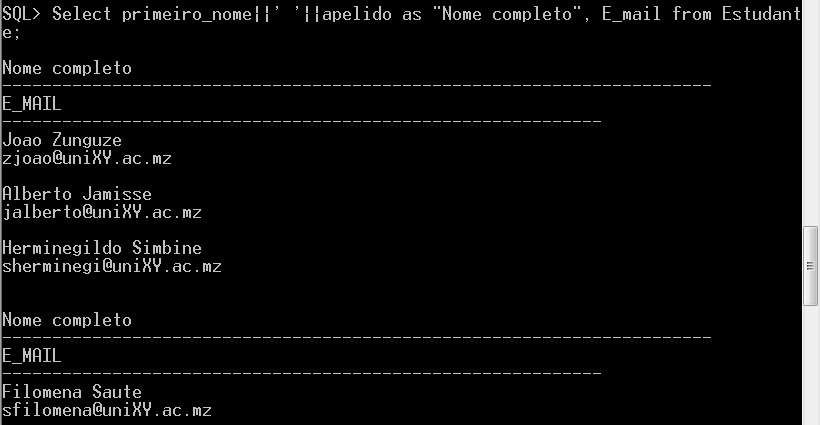 SQL> Select primeiro_nome||' '||apelido as "Nome completo", E_mail from Estudant
e;
Nome completo
-----------------------------------------------------------------------
E_MAIL
------------------------------------------------------------
Joao Zunguze
zjoao@uniXY.ac.mz
Alberto Jamisse
jalberto@uniXY.ac.mz
Herminegildo Simbine
sherminegi@uniXY.ac.mz
Nome completo
-----------------------------------------------------------------------
E_MAIL
------------------------------------------------------------
Filomena Saute
sfilomena@uniXY.ac.mz